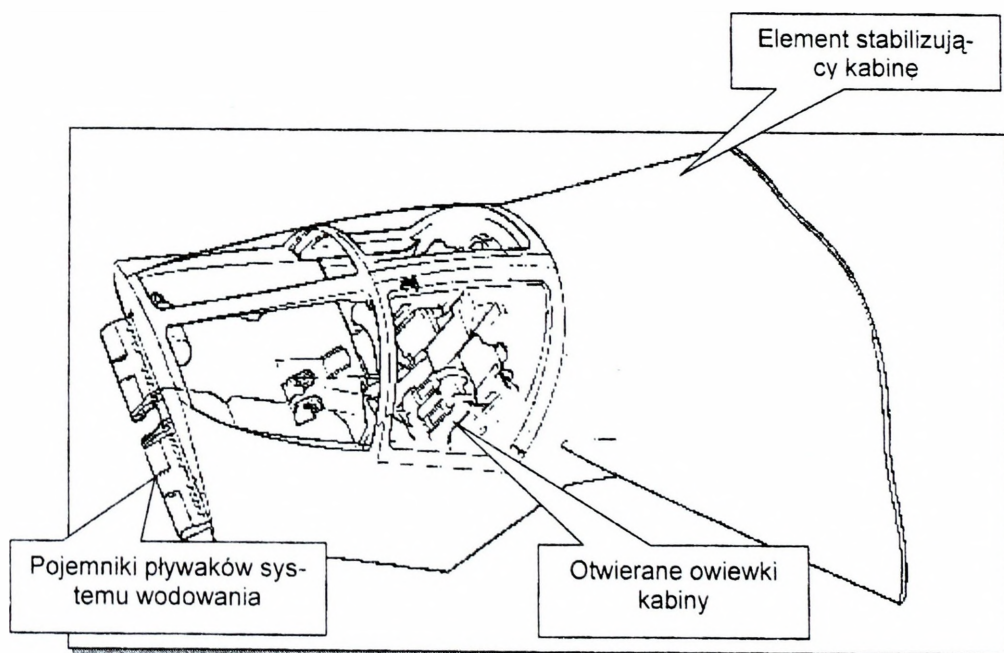 Element stabilizują-
cy kabinę
Pojemniki pływaków sys-
temu wodowania
Otwierane owiewki
kabiny